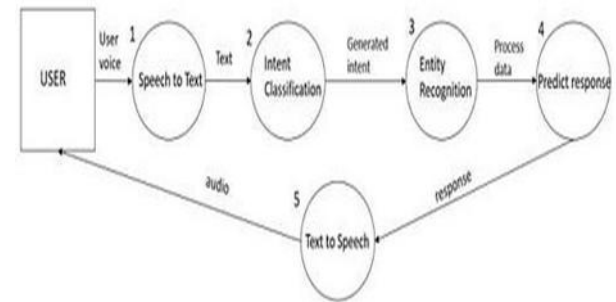 USER
User
voice
1
Speech to Text
Text
2
Intent
Classification
Generated
intent
3
Entity
Recognition
Process
data
4
Predict response
response
5
Text to Speech
audio